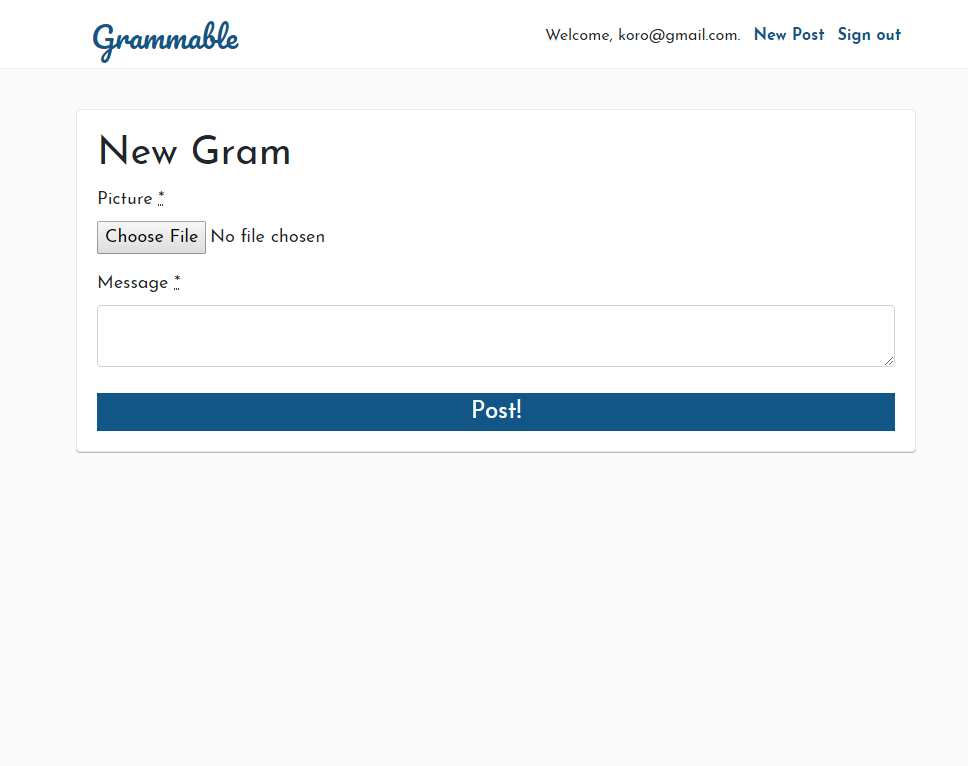 Grammable
Welcome, koro@gmail.com. New Post Sign out
New Gram
Picture *
Choose File No file chosen
Message *
Post!